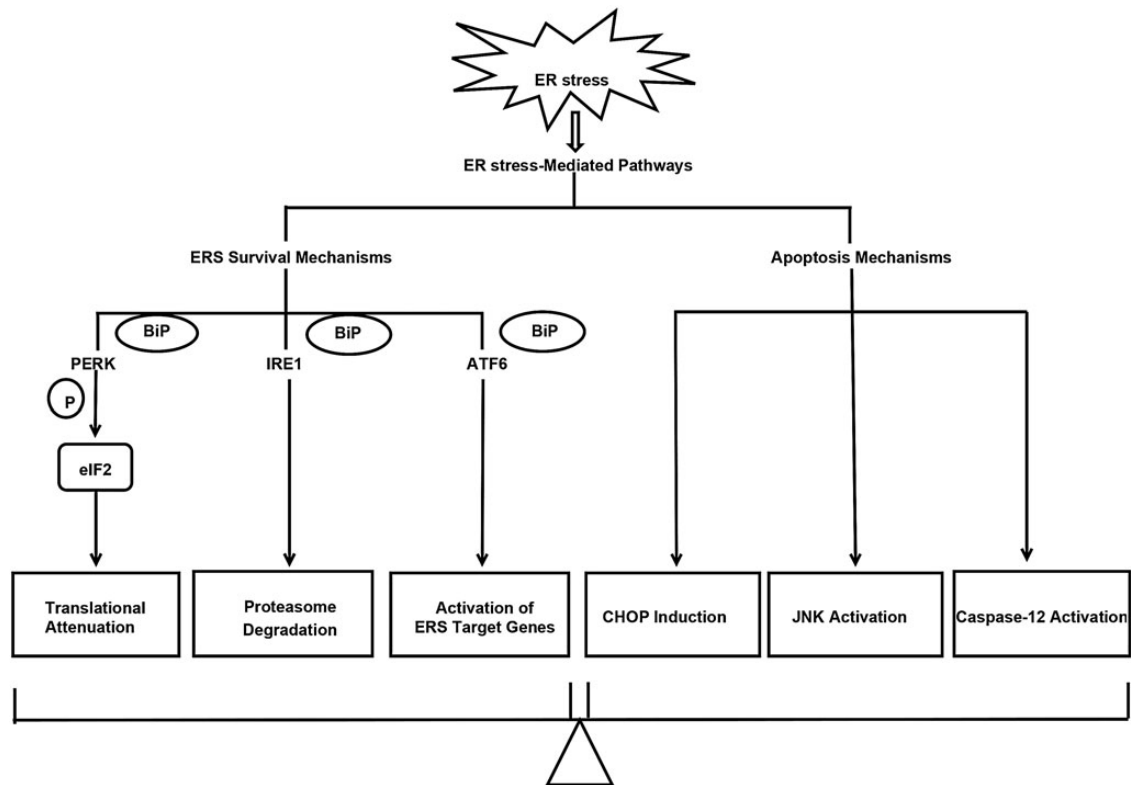 ER stress
ER stress-Mediated Pathways
ERS Survival Mechanisms
Apoptosis Mechanisms
BiP
BiP
BiP
PERK
IRE1
ATF6
P
eIF2
Translational
Attenuation
Proteasome
Degradation
Activation of
ERS Target Genes
CHOP Induction
JNK Activation
Caspase-12 Activation